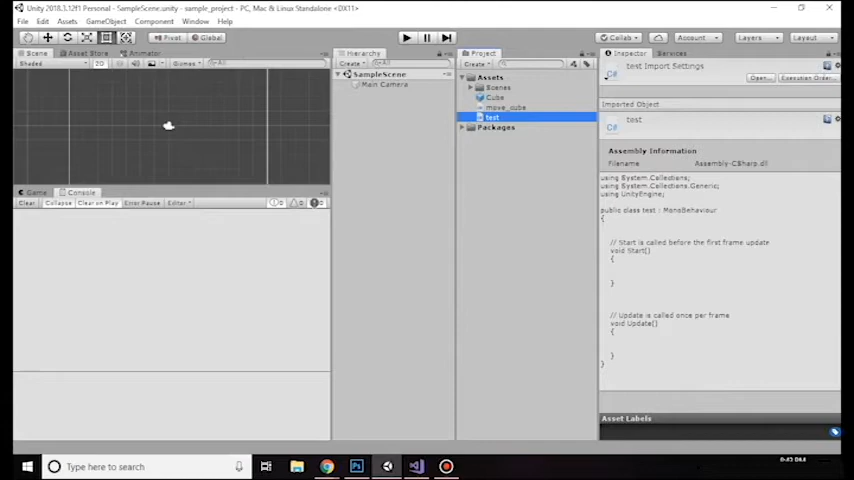 Unity 2018.3.12f1 Personal - SampleScene.unity - sample_project - PC, Mac & Linux Standalone <DX11>
File Edit Assets GameObject Component Window Help
Pivot Global Collab Account Layers Layout
Scene Asset Store Animator
Shaded 2D Gizmos All
Game Console
Clear Collapse Clear on Play Error Pause Editor
Hierarchy
Create All
SampleScene
Main Camera
Project
Create
Assets
Scenes
Cube
move_cube
test
Packages
Inspector Services
test Import Settings
Open... Execution Order...
Imported Object
test
Assembly Information
Filename Assembly-CSharp.dll
using System.Collections;
using System.Collections.Generic;
using UnityEngine;
public class test : MonoBehaviour
{
// Start is called before the first frame update
void Start()
{
}
// Update is called once per frame
void Update()
{
}
}
Asset Labels
Type here to search